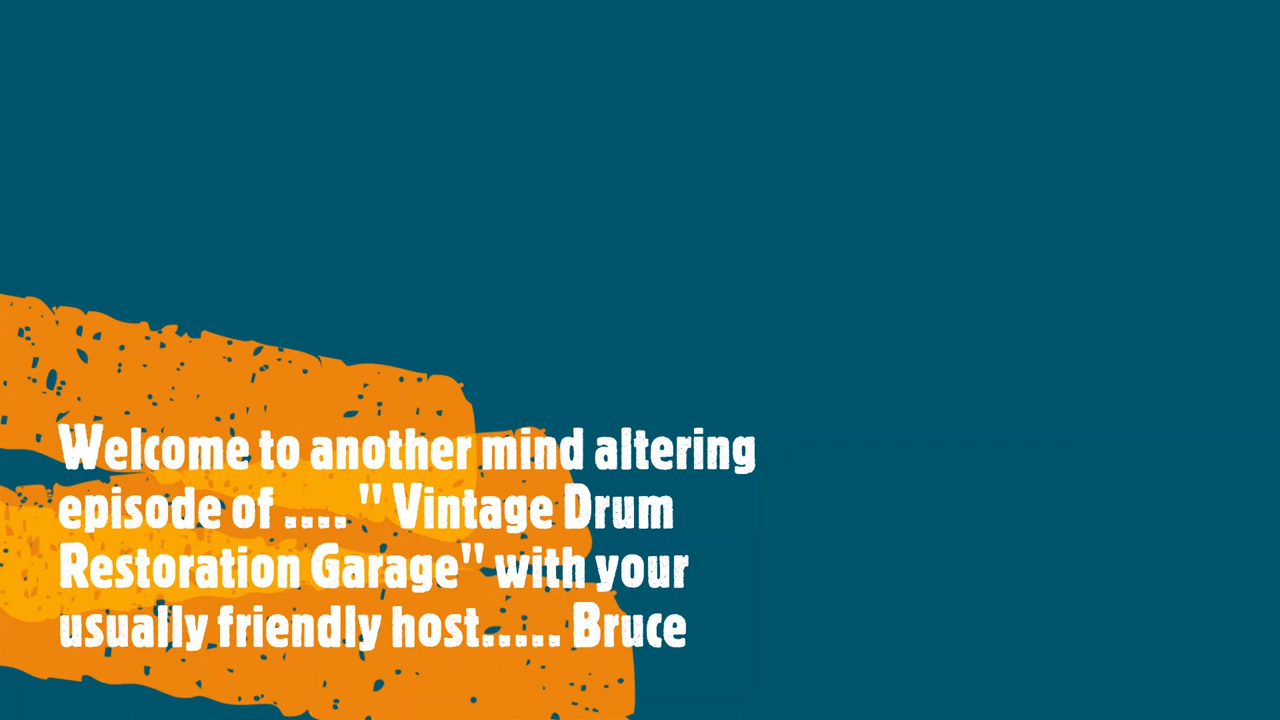 Welcome to another mind altering
episode of .... " Vintage Drum
Restoration Garage" with your
usually friendly host..... Bruce